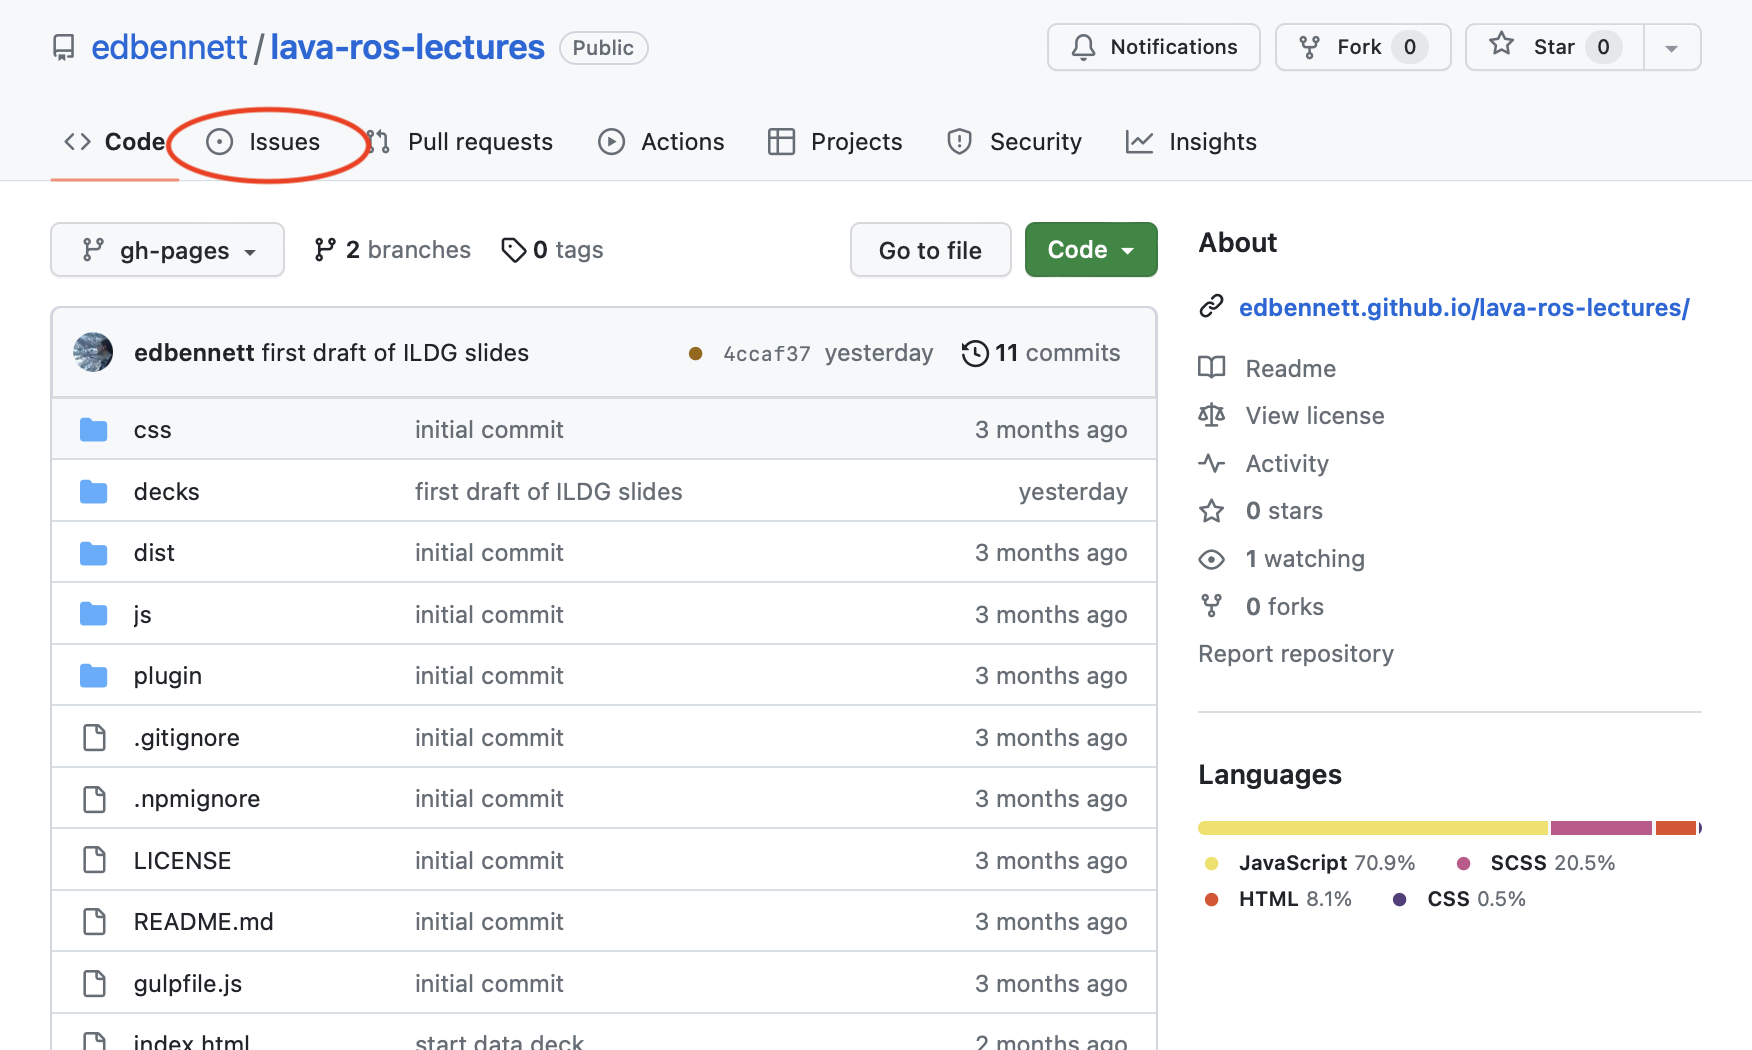 edbennett/lava-ros-lectures Public Notifications Fork 0 Star 0
Code Issues Pull requests Actions Projects Security Insights
gh-pages 2 branches 0 tags Go to file Code
edbennett first draft of ILDG slides 4ccaf37 yesterday 11 commits
css initial commit 3 months ago
decks first draft of ILDG slides yesterday
dist initial commit 3 months ago
js initial commit 3 months ago
plugin initial commit 3 months ago
.gitignore initial commit 3 months ago
.npmignore initial commit 3 months ago
LICENSE initial commit 3 months ago
README.md initial commit 3 months ago
gulpfile.js initial commit 3 months ago
index.html start data deck 2 months ago
About
edbennett.github.io/lava-ros-lectures/
Readme
View license
Activity
0 stars
1 watching
0 forks
Report repository
Languages
JavaScript 70.9% SCSS 20.5%
HTML 8.1% CSS 0.5%